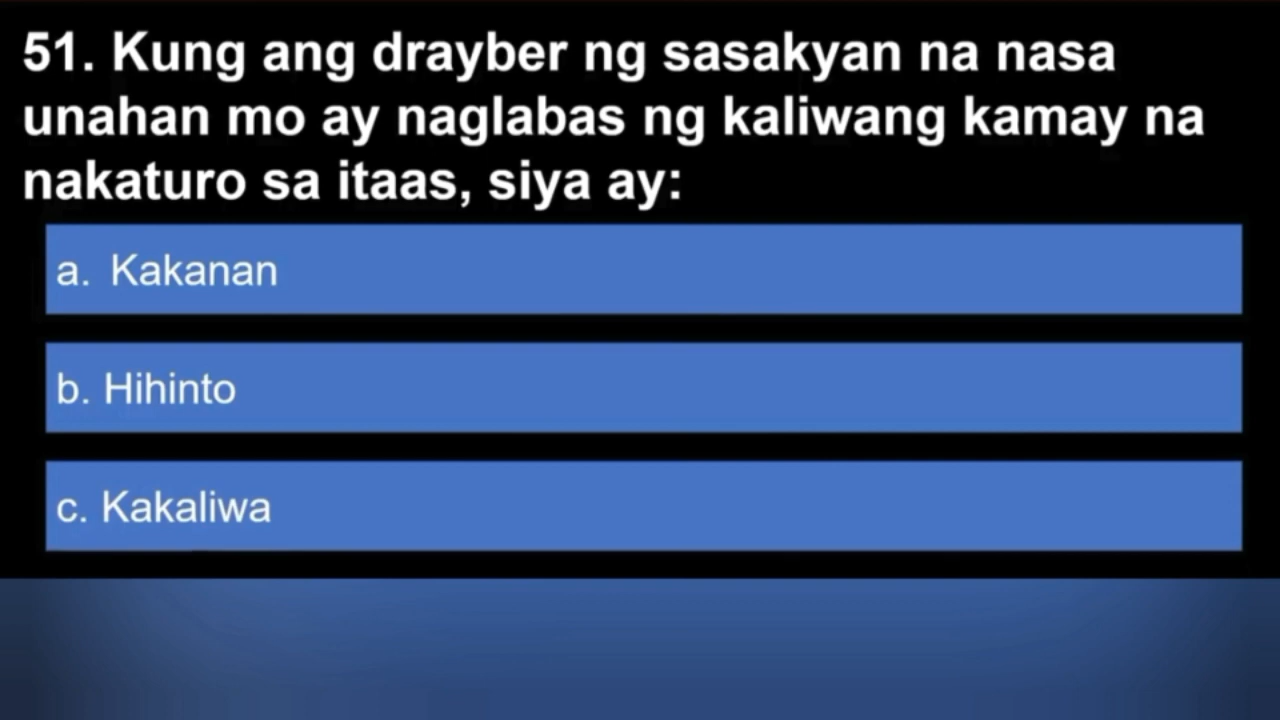 51. Kung ang drayber ng sasakyan na nasa
unahan mo ay naglabas ng kaliwang kamay na
nakaturo sa itaas, siya ay:
a. Kakanan
b. Hihinto
c. Kakaliwa